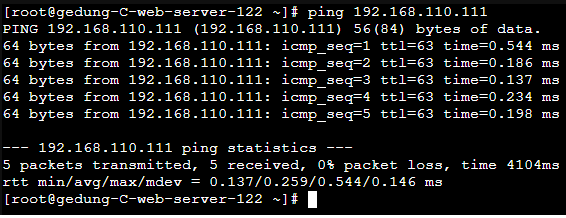 [root@gedung-C-web-server-122 ~]# ping 192.168.110.111
PING 192.168.110.111 (192.168.110.111) 56(84) bytes of data.
64 bytes from 192.168.110.111: icmp_seq=1 ttl=63 time=0.544 ms
64 bytes from 192.168.110.111: icmp_seq=2 ttl=63 time=0.186 ms
64 bytes from 192.168.110.111: icmp_seq=3 ttl=63 time=0.137 ms
64 bytes from 192.168.110.111: icmp_seq=4 ttl=63 time=0.234 ms
64 bytes from 192.168.110.111: icmp_seq=5 ttl=63 time=0.198 ms
--- 192.168.110.111 ping statistics ---
5 packets transmitted, 5 received, 0% packet loss, time 4104ms
rtt min/avg/max/mdev = 0.137/0.259/0.544/0.146 ms
[root@gedung-C-web-server-122 ~]#